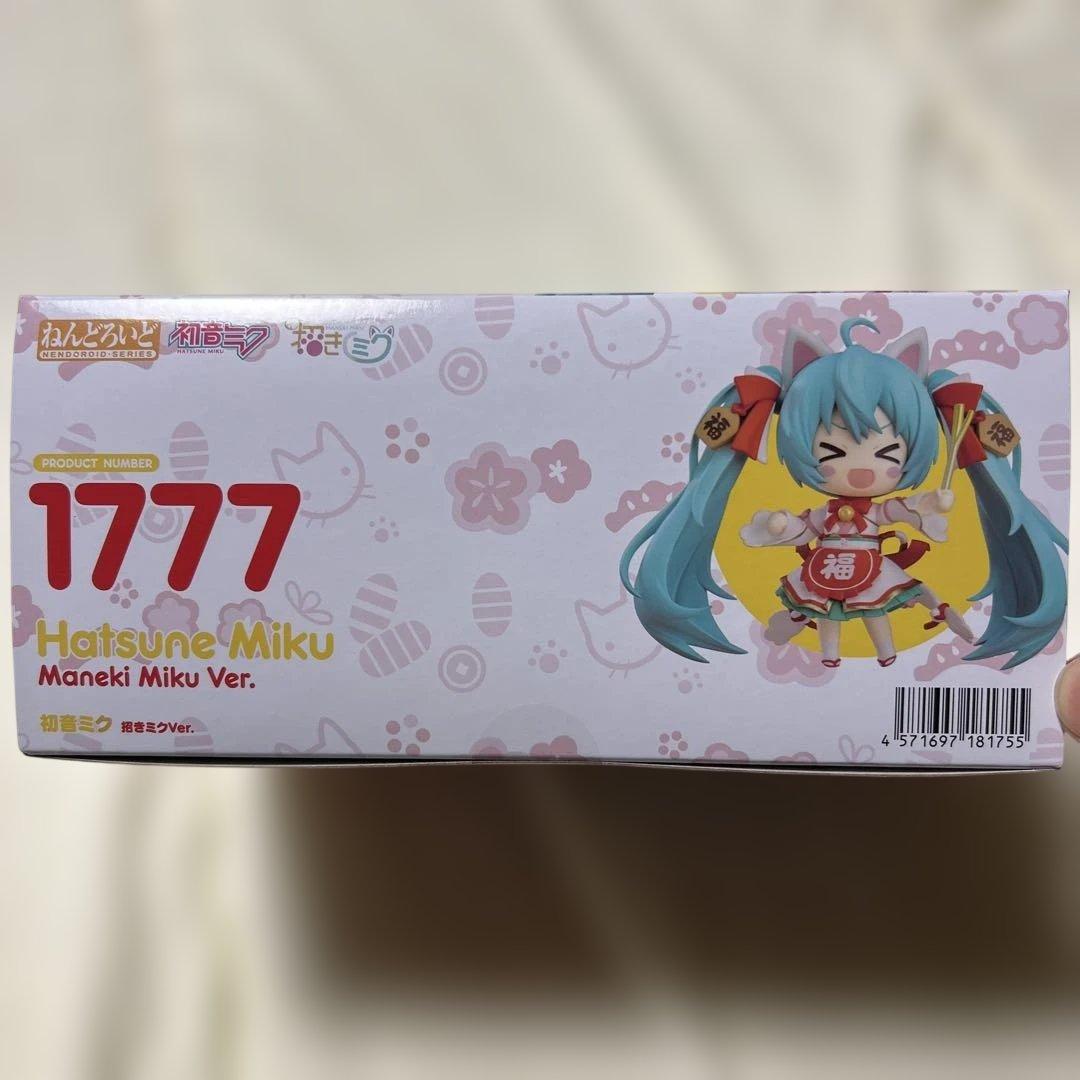 ねんどろいど
NENDOROID·SERIES
初音ミク
HATSUNE MIKU
MANEKI MIKU
招きミク
PRODUCT NUMBER
1777
Hatsune Miku
Maneki Miku Ver.
初音ミク 招きミクVer.
福
福
福
4 571697 181755